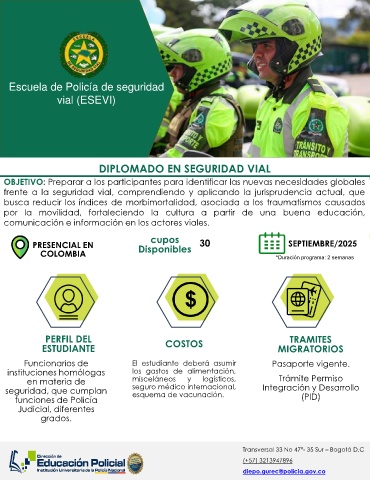 Escuela de Policía de seguridad
vial (ESEVI)
TRÁNSITO Y
TRANSPORTE
DIPLOMADO EN SEGURIDAD VIAL
OBJETIVO: Preparar a los participantes para identificar las nuevas necesidades globales
frente a la seguridad vial, comprendiendo y aplicando la jurisprudencia actual, que
busca reducir los índices de morbimortalidad, asociada a los traumatismos causados
por la movilidad, fortaleciendo la cultura a partir de una buena educación,
comunicación e información en los actores viales.
PRESENCIAL EN
COLOMBIA
cupos
Disponibles
30
SEPTIEMBRE/2025
*Duración programa: 2 semanas
PERFIL DEL
ESTUDIANTE
Funcionarios de
instituciones homólogas
en materia de
seguridad, que cumplan
funciones de Policía
Judicial, diferentes
grados.
$
COSTOS
El estudiante deberá asumir
los gastos de alimentación,
misceláneos y logísticos,
seguro médico internacional,
esquema de vacunación.
TRAMITES
MIGRATORIOS
Pasaporte vigente.
Trámite Permiso
Integración y Desarrollo
(PID)
Dirección de
Educación Policial
Institución Universitaria de la Policía Nacional
Transversal 33 No 47ª- 35 Sur – Bogotá D.C
(+57) 3213947896
diepo.gurec@policia.gov.co